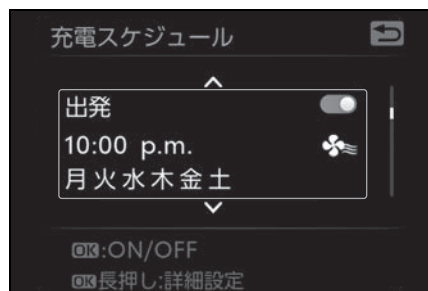 充電スケジュール
出発
10:00 p.m.
月火水木金土
OK:ON/OFF
OK長押し:詳細設定